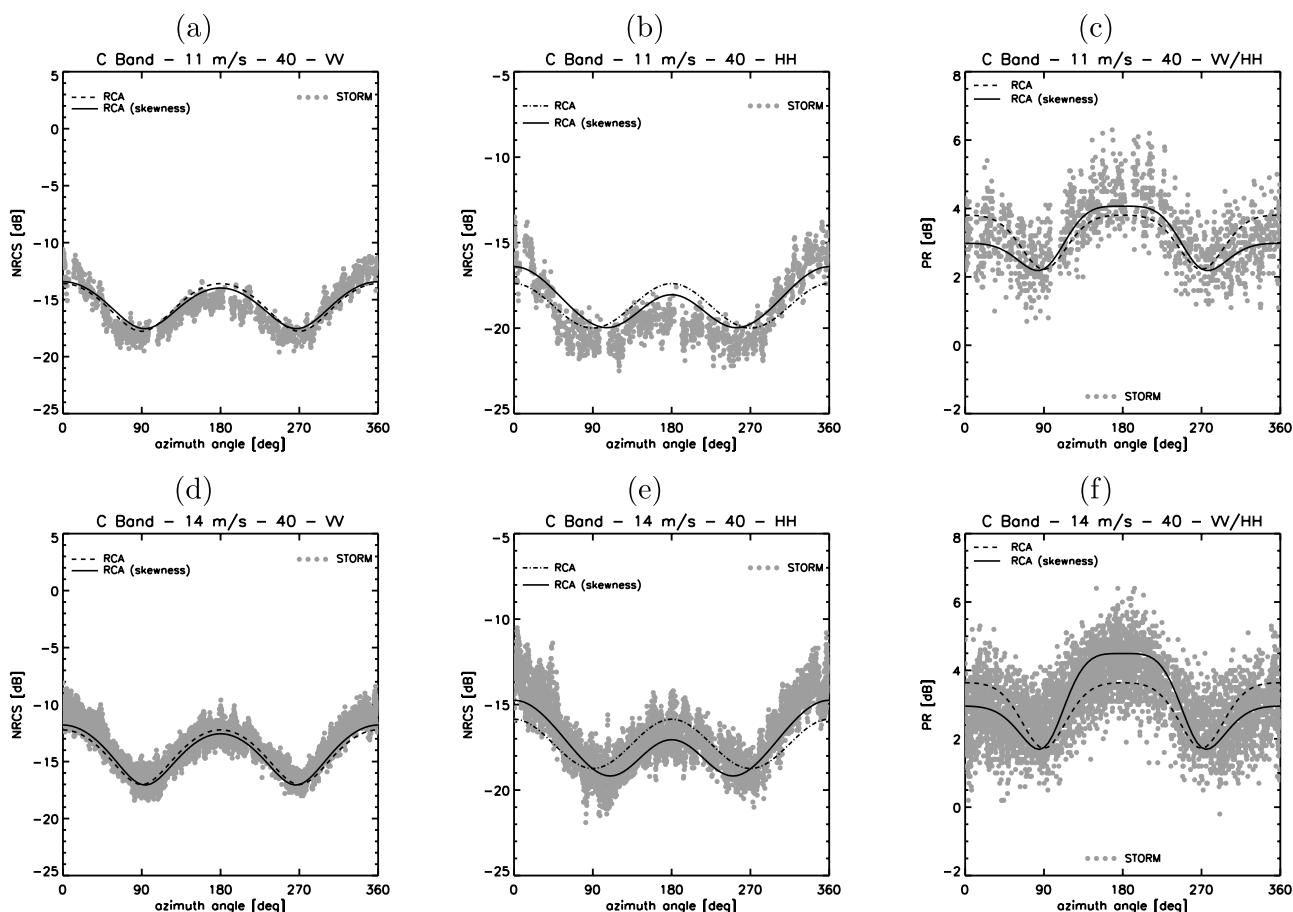 (a)
C Band – 11 m/s – 40 – VV
5
0
−5
−10
−15
−20
−25
NRCS [dB]
RCA
RCA (skewness)
STORM
0 90 180 270 360
azimuth angle [deg]
(b)
C Band – 11 m/s – 40 – HH
−5
−10
−15
−20
−25
NRCS [dB]
RCA
RCA (skewness)
STORM
0 90 180 270 360
azimuth angle [deg]
(c)
C Band – 11 m/s – 40 – VV/HH
8
6
4
2
0
−2
PR [dB]
RCA
RCA (skewness)
STORM
0 90 180 270 360
azimuth angle [deg]
(d)
C Band – 14 m/s – 40 – VV
5
0
−5
−10
−15
−20
−25
NRCS [dB]
RCA
RCA (skewness)
STORM
0 90 180 270 360
azimuth angle [deg]
(e)
C Band – 14 m/s – 40 – HH
−5
−10
−15
−20
−25
NRCS [dB]
RCA
RCA (skewness)
STORM
0 90 180 270 360
azimuth angle [deg]
(f)
C Band – 14 m/s – 40 – VV/HH
8
6
4
2
0
−2
PR [dB]
RCA
RCA (skewness)
STORM
0 90 180 270 360
azimuth angle [deg]